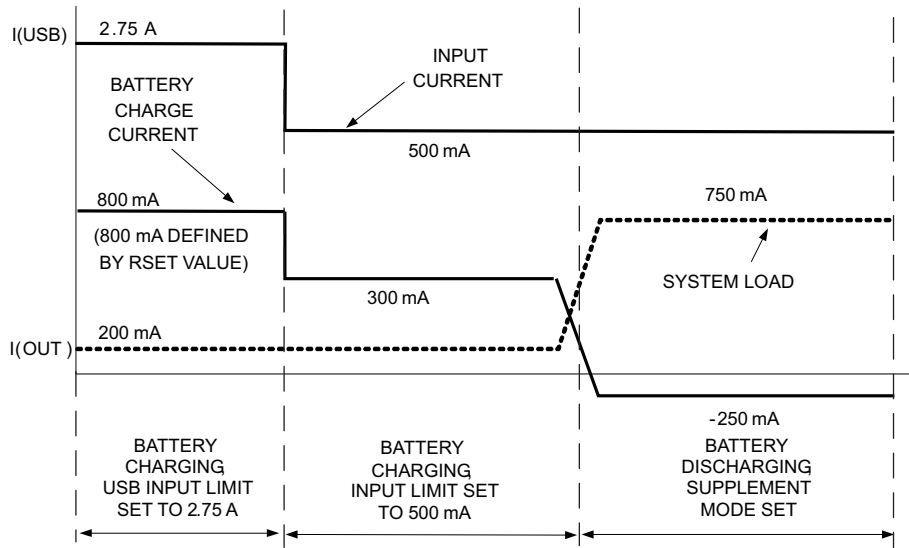 I(USB)
2.75 A
INPUT
CURRENT
BATTERY
CHARGE
CURRENT
500 mA
800 mA
(800 mA DEFINED
BY RSET VALUE)
750 mA
SYSTEM LOAD
300 mA
200 mA
I(OUT)
-250 mA
BATTERY
CHARGING,
USB INPUT LIMIT
SET TO 2.75 A
BATTERY
CHARGING,
INPUT LIMIT SET
TO 500 mA
BATTERY
DISCHARGING,
SUPPLEMENT
MODE SET